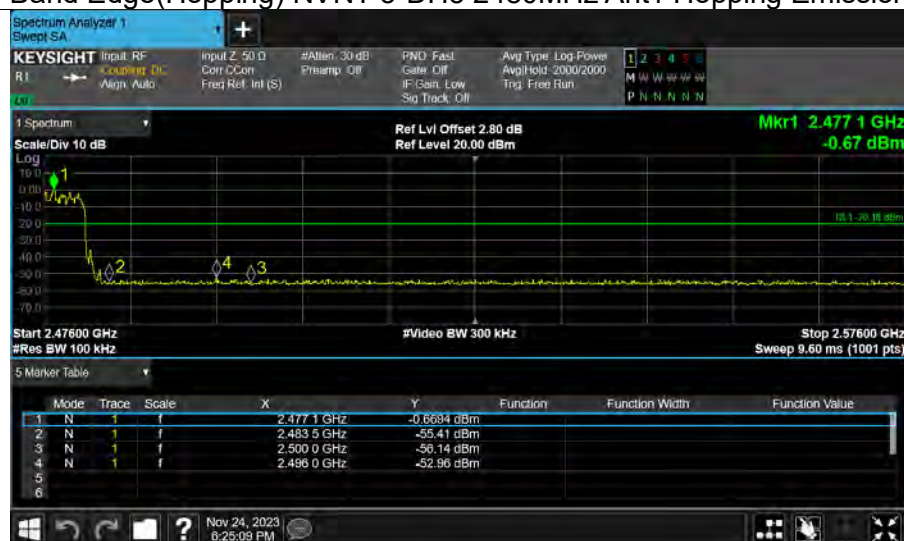 Band Edge(Hopping) NVNT 3-DH5 2480MHz Ant1 Hopping Emission
Spectrum Analyzer 1
Swept SA
+
KEYSIGHT Input: RF Input Z: 50 Ω #Atten: 30 dB PNO: Fast Avg Type: Log-Power 1 2 3 4 5 6
R L Coupling: DC Corr CCorr Preamp: Off Gate: Off Avg|Hold: 2000/2000 M W W W W W
Align: Auto Freq Ref: Int (S) IF Gain: Low Trig: Free Run
Sig Track: Off P N N N N N
1 Spectrum Ref Lvl Offset 2.80 dB Mkr1 2.477 1 GHz
Scale/Div 10 dB Ref Level 20.00 dBm -0.67 dBm
Log
10.0
0.00
-10.0
-20.0
-30.0
-40.0
-50.0
-60.0
-70.0
1
2
4
3
Start 2.47600 GHz #Video BW 300 kHz Stop 2.57600 GHz
#Res BW 100 kHz Sweep 9.60 ms (1001 pts)
5 Marker Table
Mode Trace Scale X Y Function Function Width Function Value
1 N 1 f 2.477 1 GHz -0.6694 dBm
2 N 1 f 2.483 5 GHz -55.41 dBm
3 N 1 f 2.500 0 GHz -56.14 dBm
4 N 1 f 2.496 0 GHz -52.96 dBm
5
6
? Nov 24, 2023
6:25:09 PM